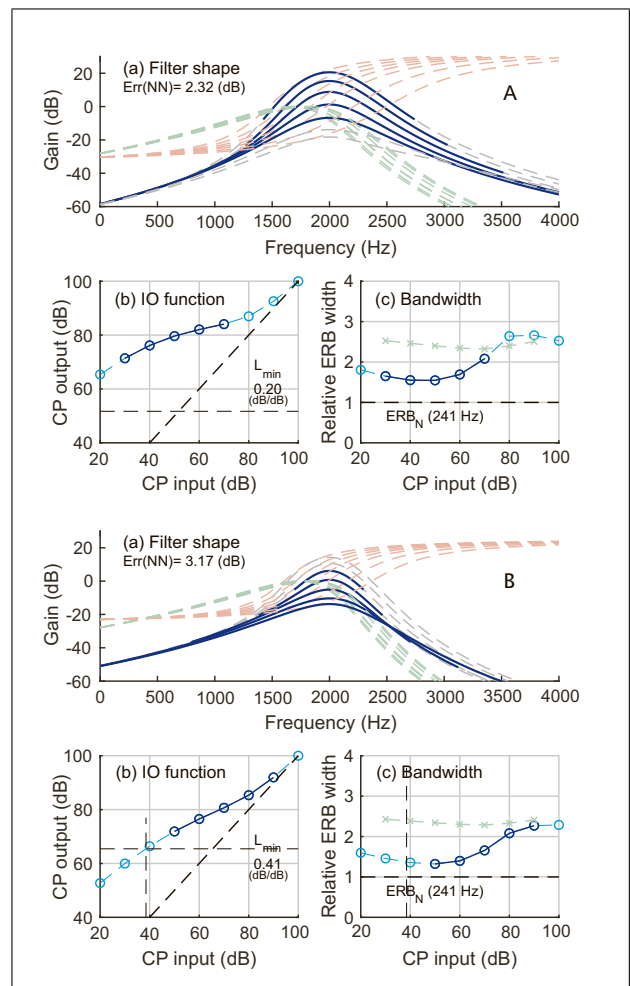 (a) Filter shape
Err(NN)= 2.32 (dB)
A
Gain (dB)
20
0
-20
-40
-60
0
500
1000
1500
2000
2500
3000
3500
4000
Frequency (Hz)
(b) IO function
CP output (dB)
100
80
60
40
L_min
0.20
(dB/dB)
20
40
60
80
100
CP input (dB)
(c) Bandwidth
Relative ERB width
4
3
2
1
0
ERB_N (241 Hz)
20
40
60
80
100
CP input (dB)
(a) Filter shape
Err(NN)= 3.17 (dB)
B
Gain (dB)
20
0
-20
-40
-60
0
500
1000
1500
2000
2500
3000
3500
4000
Frequency (Hz)
(b) IO function
CP output (dB)
100
80
60
40
L_min
0.41
(dB/dB)
20
40
60
80
100
CP input (dB)
(c) Bandwidth
Relative ERB width
4
3
2
1
0
ERB_N (241 Hz)
20
40
60
80
100
CP input (dB)